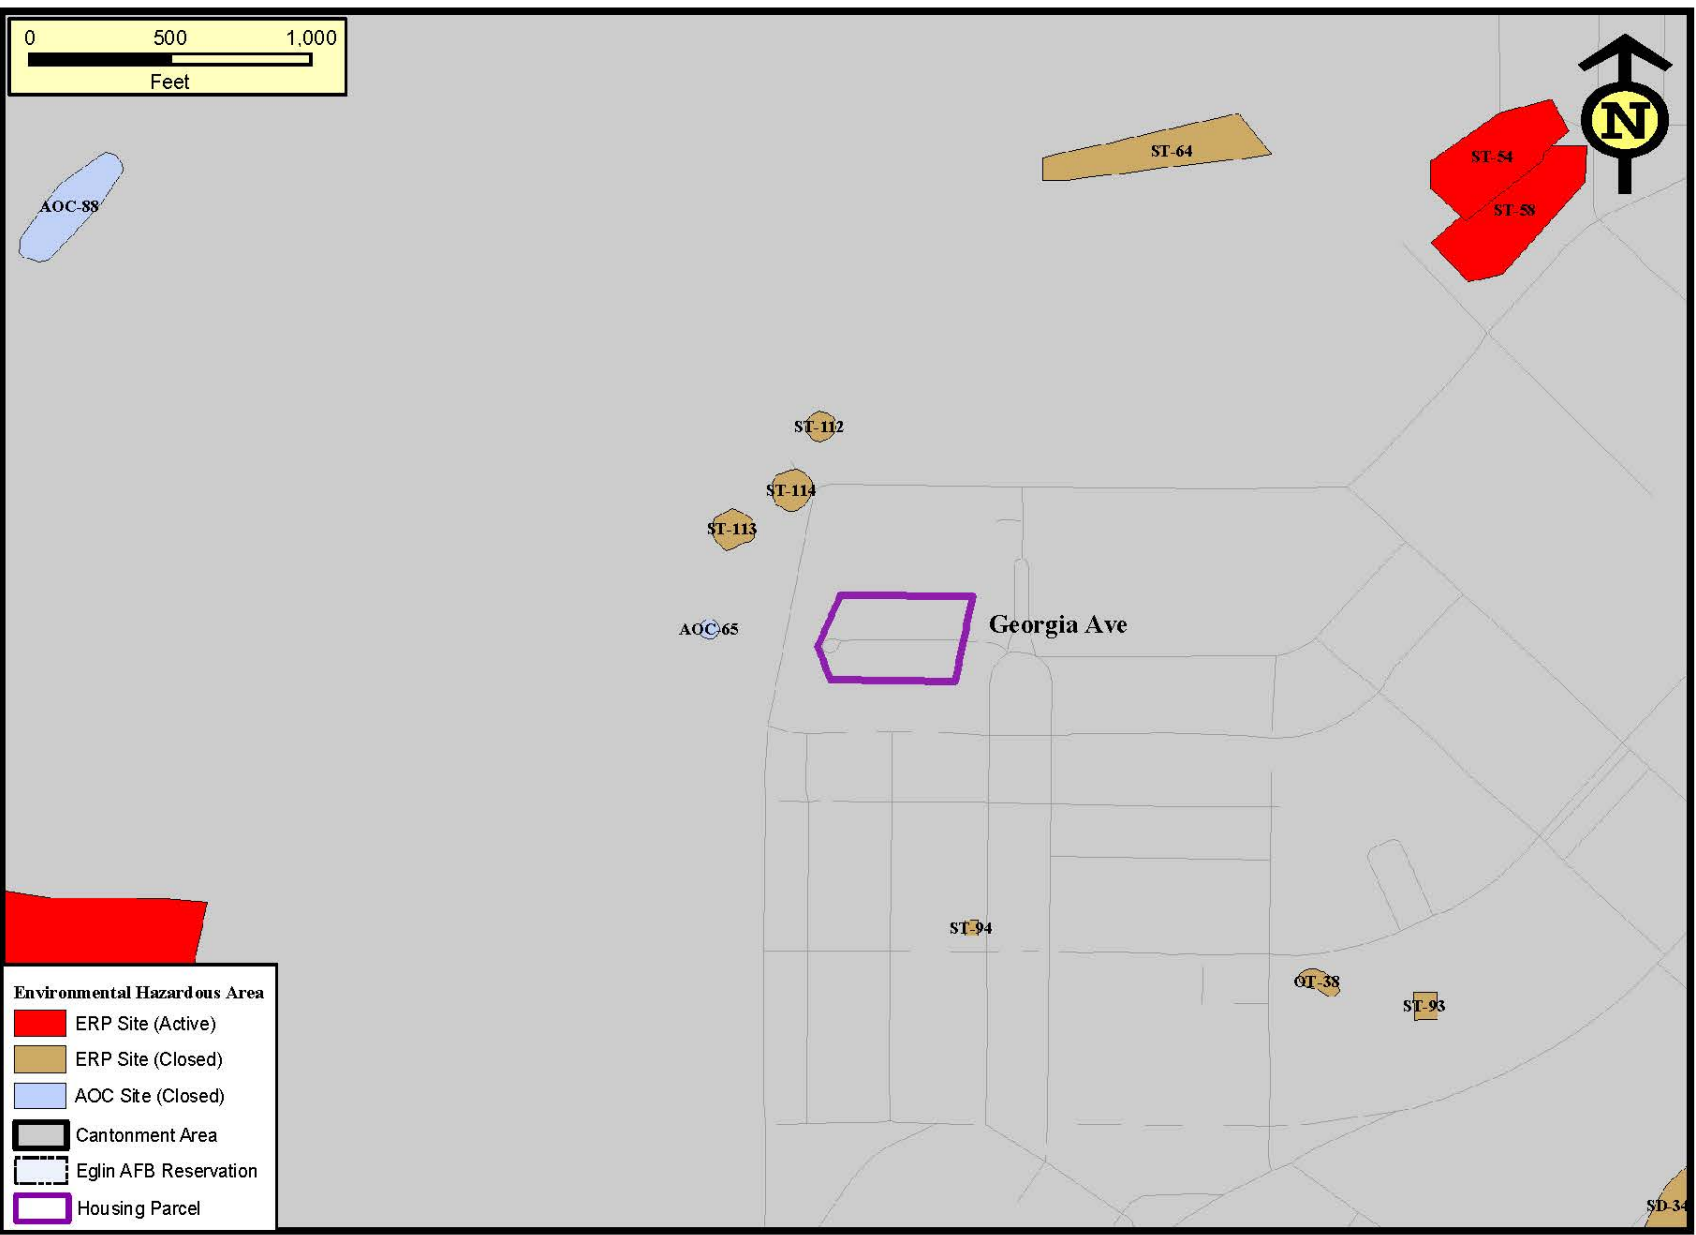 0 500 1,000
Feet
N
ST-64
ST-54
AOC-88
ST-58
ST-112
ST-114
ST-113
Georgia Ave
AOC-65
ST-94
OT-38
ST-93
Environmental Hazardous Area
ERP Site (Active)
ERP Site (Closed)
AOC Site (Closed)
Cantonment Area
Eglin AFB Reservation
Housing Parcel
SD-34